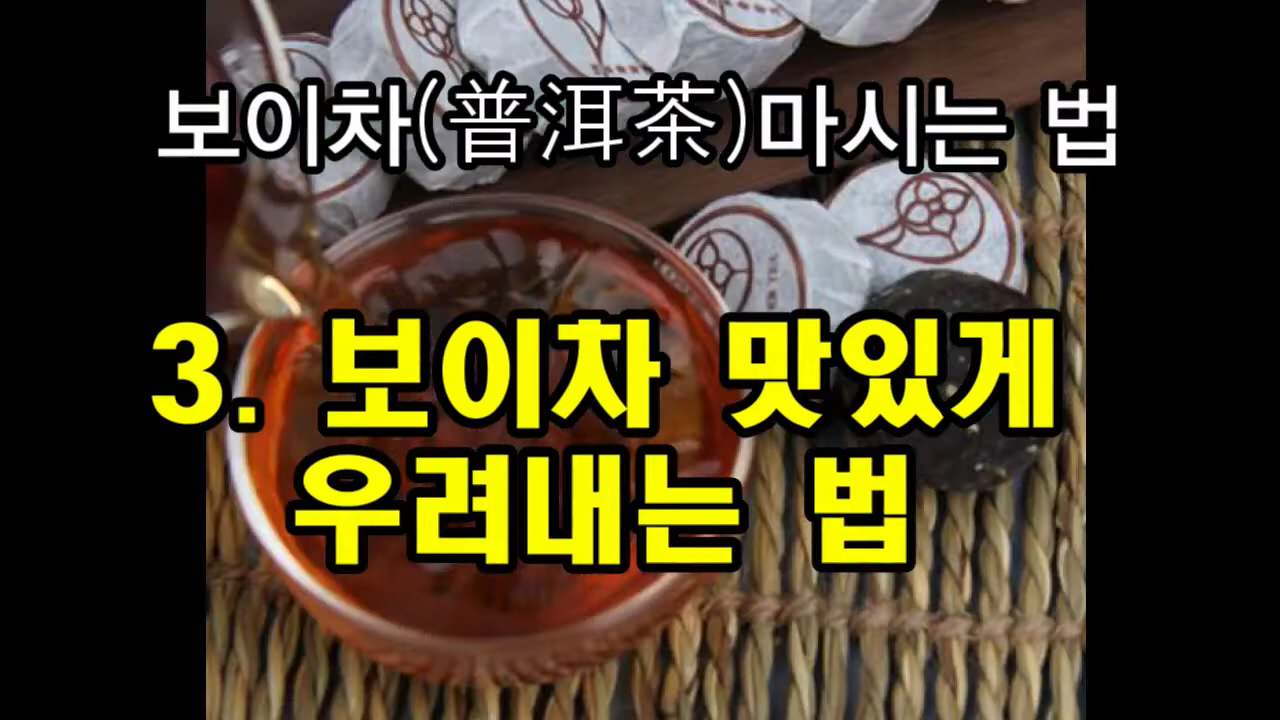 보이차(普洱茶)마시는 법
3. 보이차 맛있게
우려내는 법